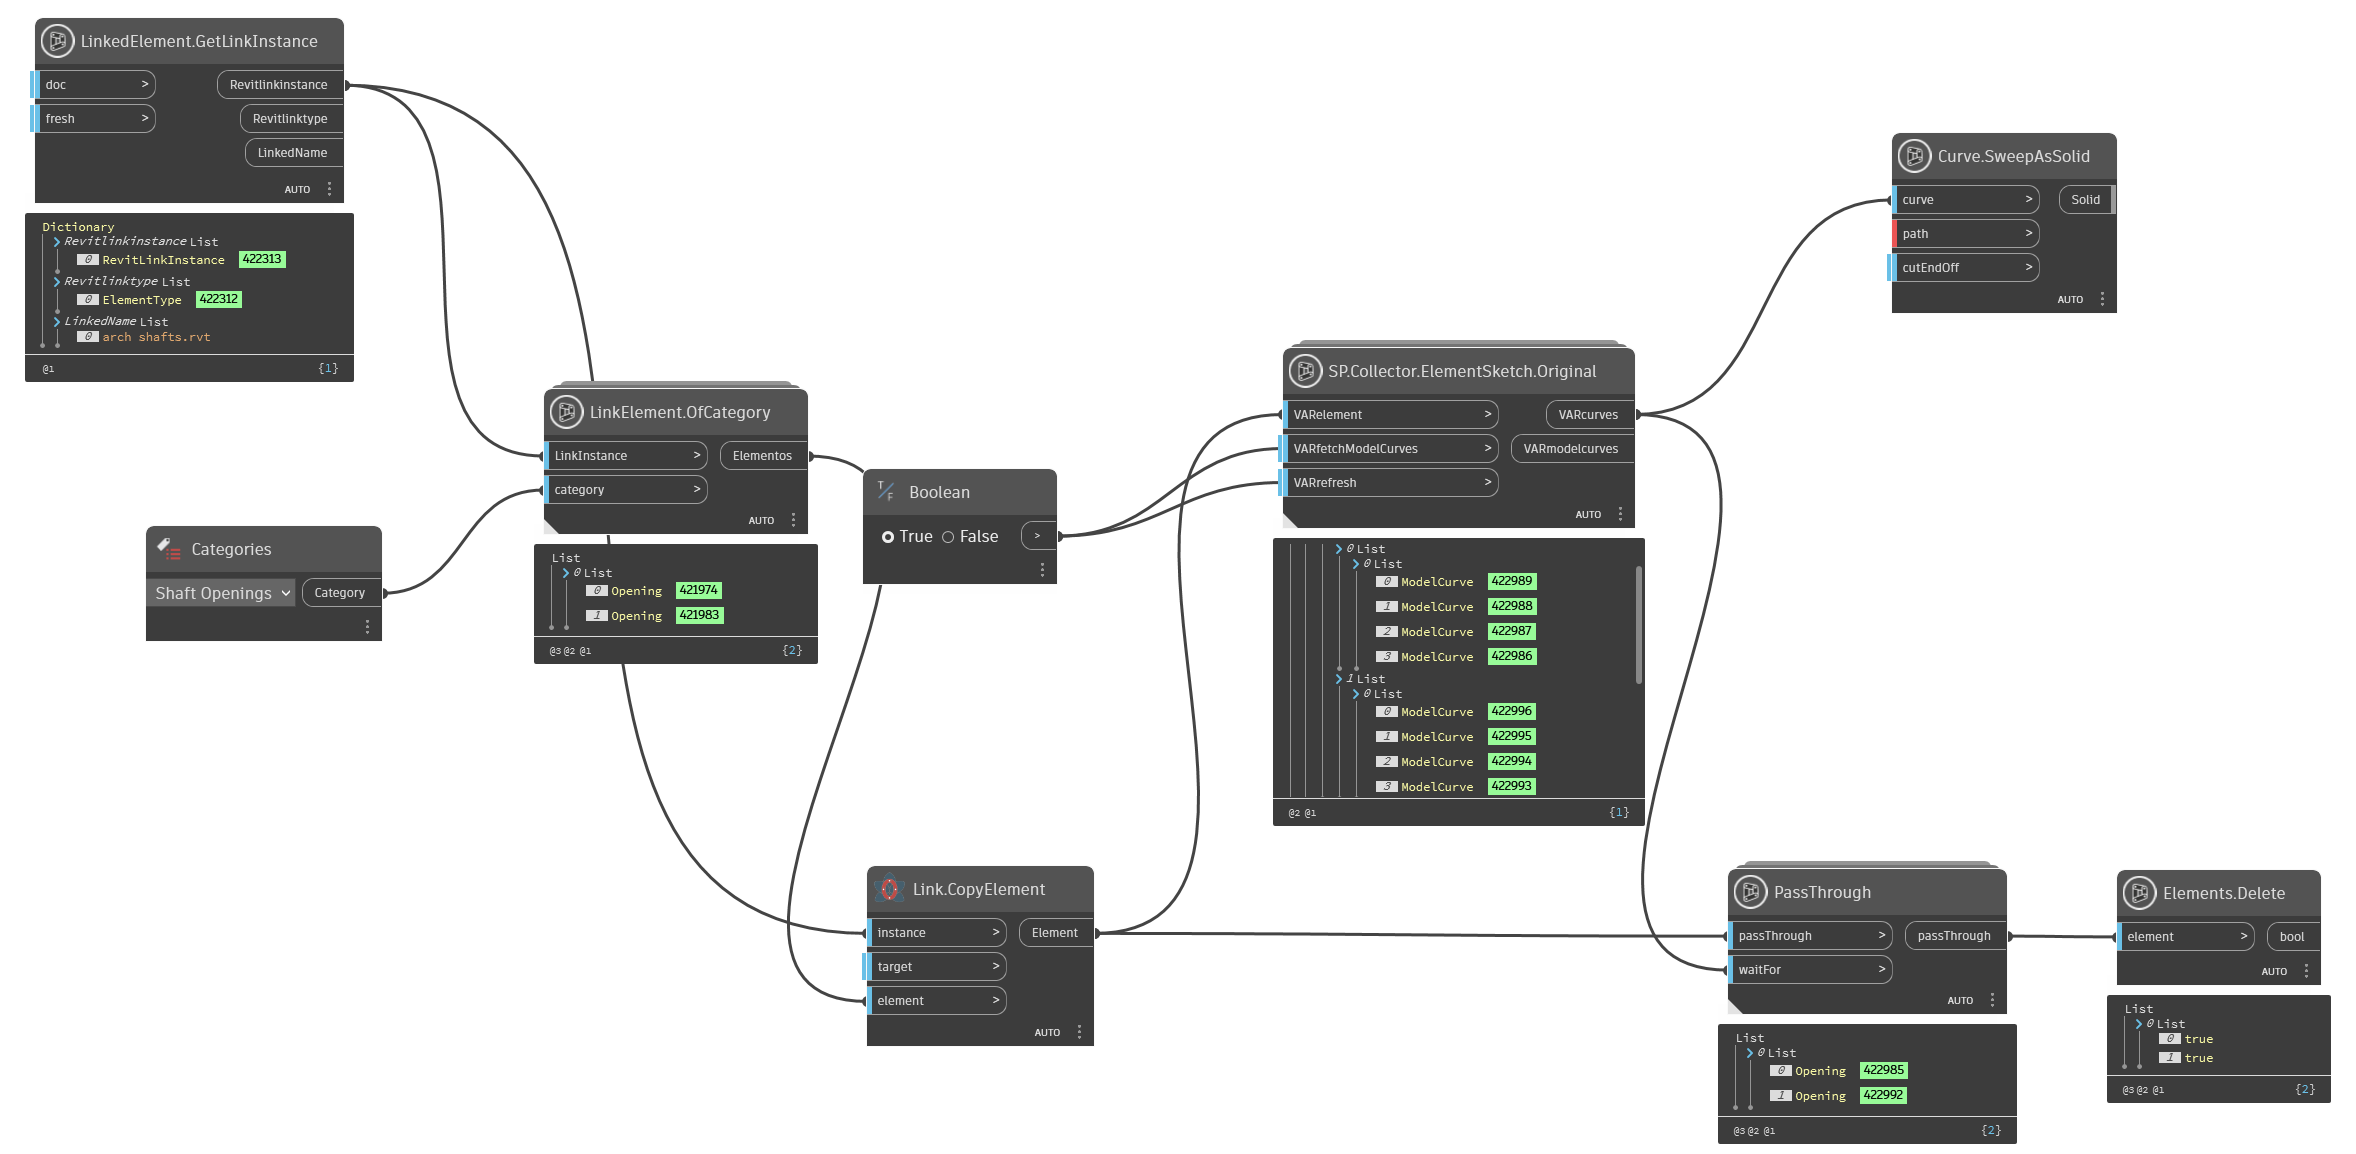 LinkedElement.GetLinkInstance
doc >
Revitlinkinstance
fresh >
Revitlinktype
LinkedName
AUTO
Dictionary
Revitlinkinstance List
0 RevitLinkInstance 422313
Revitlinktype List
0 ElementType 422312
LinkedName List
0 arch shafts.rvt
@1 {1}
Categories
Shaft Openings
Category
LinkElement.OfCategory
LinkInstance >
Elementos
category >
AUTO
List
0 List
0 Opening 421974
1 Opening 421983
@3 @2 @1 {2}
Boolean
True False >
Link.CopyElement
instance >
Element
target >
element >
AUTO
SP.Collector.ElementSketch.Original
VARelement >
VARcurves
VARfetchModelCurves >
VARmodelcurves
VARrefresh >
AUTO
0 List
0 List
0 ModelCurve 422989
1 ModelCurve 422988
2 ModelCurve 422987
3 ModelCurve 422986
1 List
0 List
0 ModelCurve 422996
1 ModelCurve 422995
2 ModelCurve 422994
3 ModelCurve 422993
@2 @1 {1}
Curve.SweepAsSolid
curve >
Solid
path >
cutEndOff >
AUTO
PassThrough
passThrough >
passThrough
waitFor >
AUTO
List
0 List
0 Opening 422985
1 Opening 422992
@3 @2 @1 {2}
Elements.Delete
element >
bool
AUTO
List
0 List
0 true
1 true
@3 @2 @1 {2}